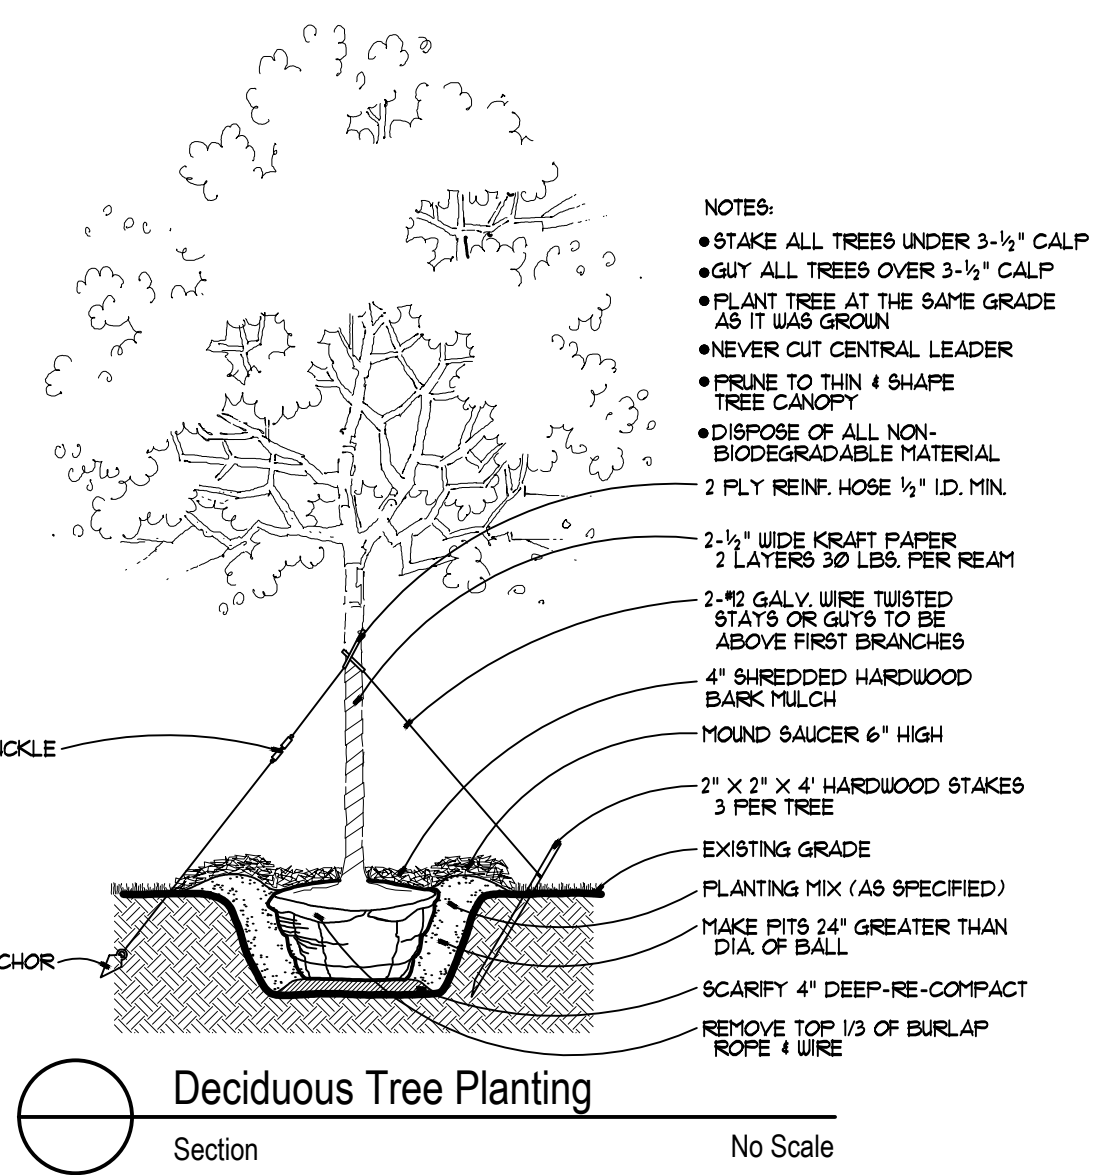 NOTES:
•STAKE ALL TREES UNDER 3-½" CALP
•GUY ALL TREES OVER 3-½" CALP
•PLANT TREE AT THE SAME GRADE
AS IT WAS GROWN
•NEVER CUT CENTRAL LEADER
•PRUNE TO THIN & SHAPE
TREE CANOPY
•DISPOSE OF ALL NON-
BIODEGRADABLE MATERIAL
2 PLY REINF. HOSE ½" I.D. MIN.
2-½" WIDE KRAFT PAPER
2 LAYERS 30 LBS. PER REAM
2-#12 GALV. WIRE TWISTED
STAYS OR GUYS TO BE
ABOVE FIRST BRANCHES
4" SHREDDED HARDWOOD
BARK MULCH
MOUND SAUCER 6" HIGH
UCKLE
2" X 2" X 4' HARDWOOD STAKES
3 PER TREE
EXISTING GRADE
PLANTING MIX (AS SPECIFIED)
MAKE PITS 24" GREATER THAN
DIA. OF BALL
CHOR
SCARIFY 4" DEEP-RE-COMPACT
REMOVE TOP 1/3 OF BURLAP
ROPE & WIRE
Deciduous Tree Planting
Section
No Scale